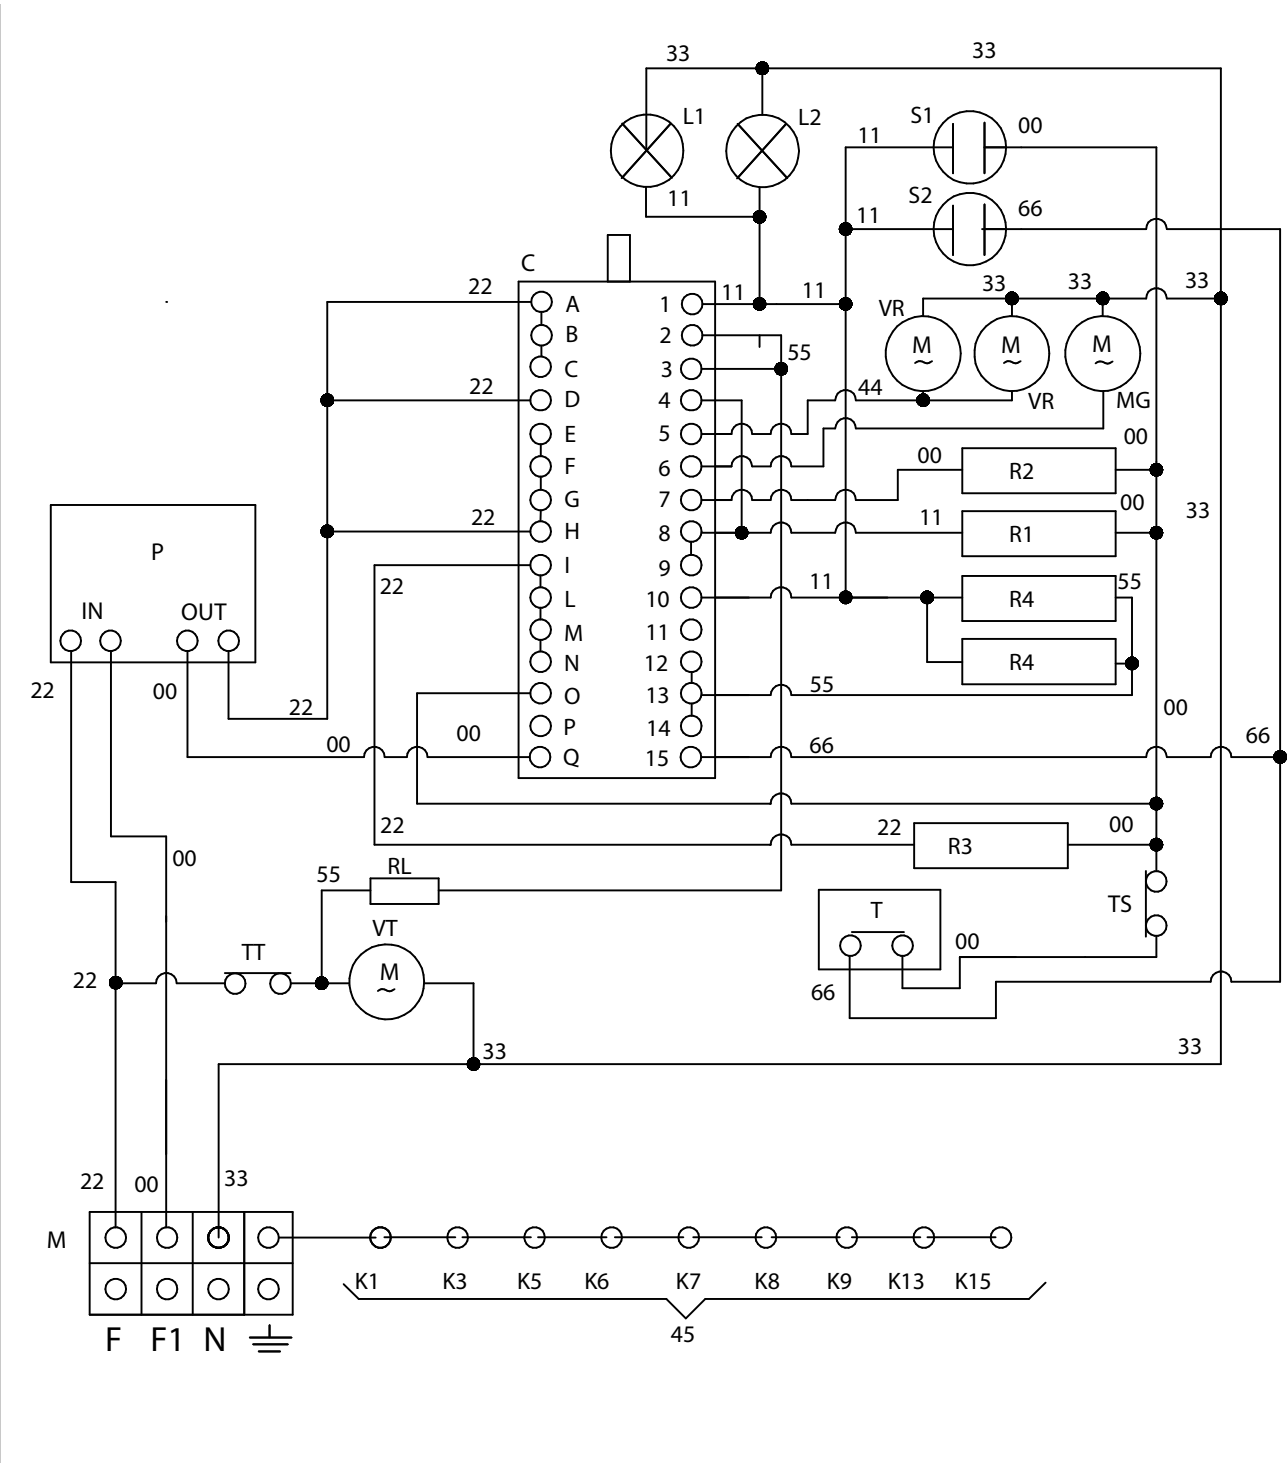 33 33
L1 L2 S1 00
11
11 S2 66
11
C
22 A 1 11 11 VR 33 33 33
B 2 M M M
55
C 3
22 D 4 44 VR MG
E 5 00
F 6 00 R2
G 7 00
22 H 8 11 R1 33
P
I 9
22 L 10 11 R4 55
IN OUT M 11
N 12 R4
22 00 22 O 13 55
00 00 P 14 00
Q 15 66 66
22 22 R3 00
00
55 RL
T TS
VT
TT 00
22 M 66
33 33
22 00 33
M
K1 K3 K5 K6 K7 K8 K9 K13 K15
F F1 N 45